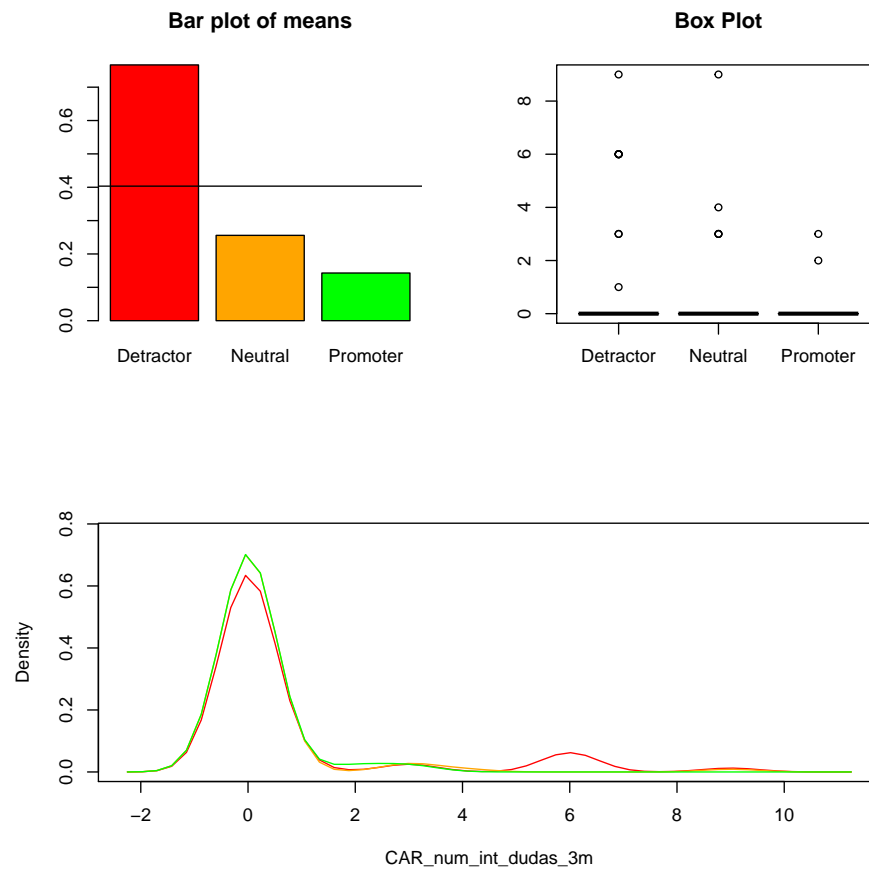 Bar plot of means
0.0 0.2 0.4 0.6
Detractor Neutral Promoter
Box Plot
0 2 4 6 8
Detractor Neutral Promoter
Density
0.0 0.2 0.4 0.6 0.8
−2 0 2 4 6 8 10
CAR_num_int_dudas_3m